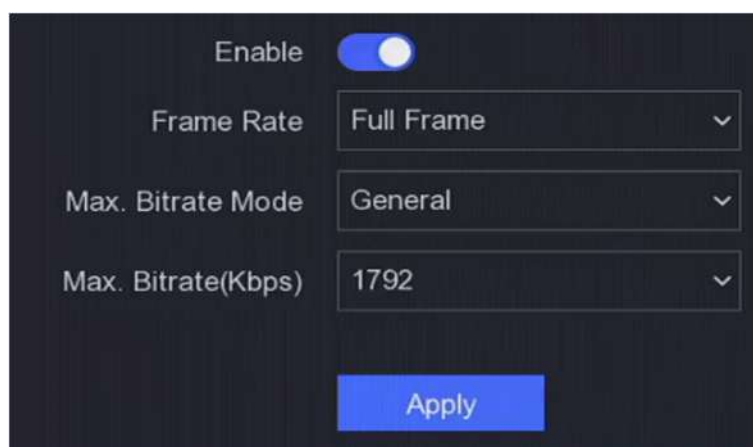 Enable
Frame Rate Full Frame
Max. Bitrate Mode General
Max. Bitrate(Kbps) 1792
Apply